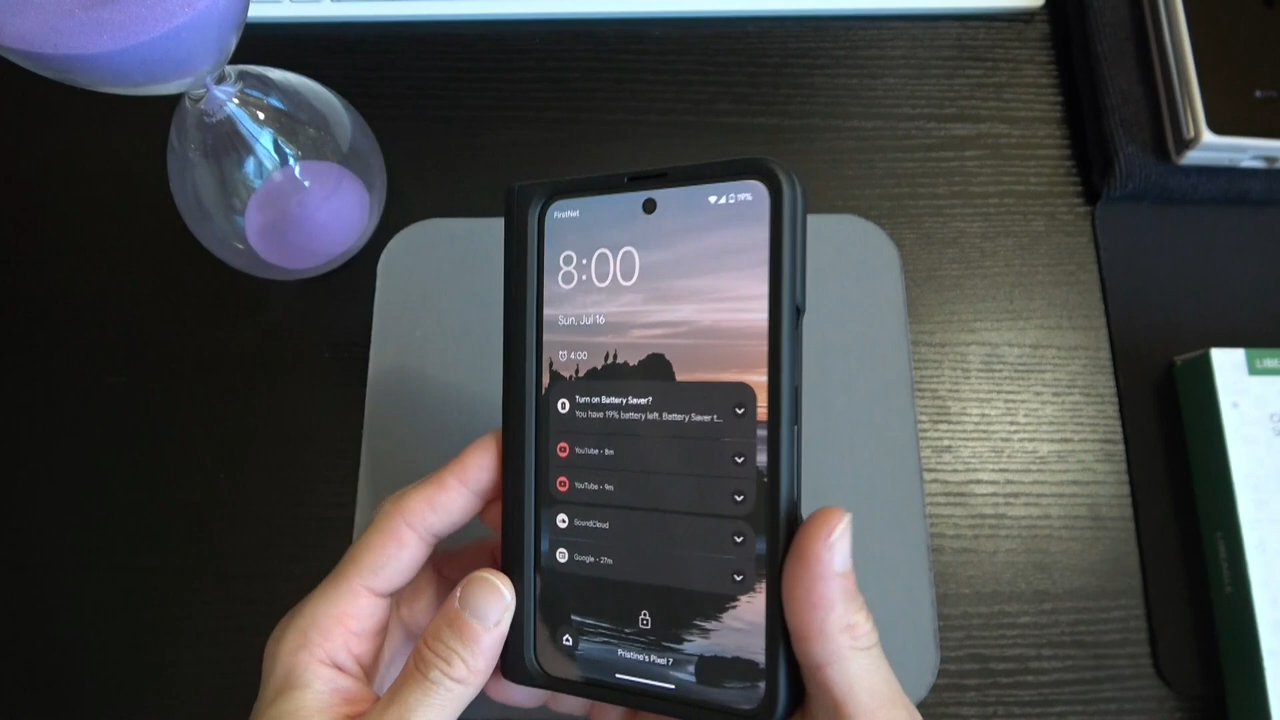 FirstNet
19%
8:00
Sun, Jul 16
4:00
Turn on Battery Saver?
You have 19% battery left. Battery Saver t...
YouTube • 8m
YouTube • 9m
SoundCloud
Google • 27m
Pristine's Pixel 7
LIBE